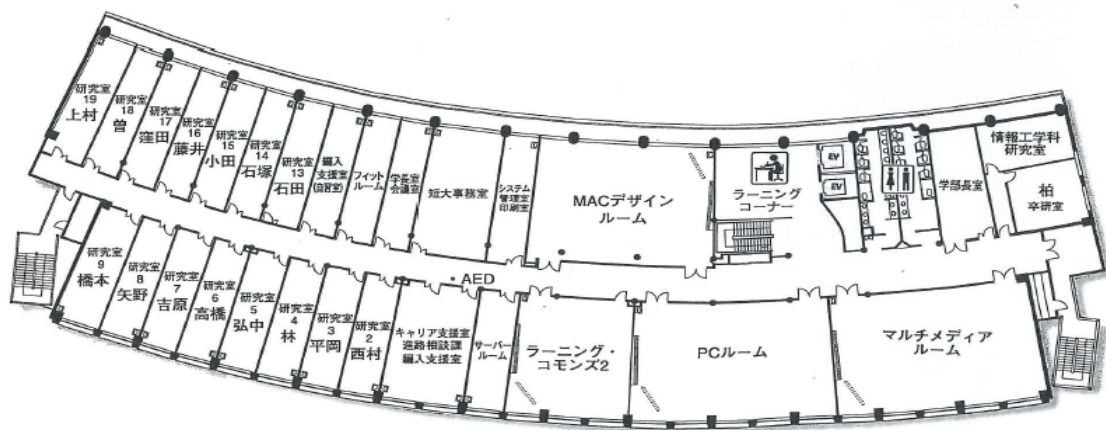 研究室
19
上村
研究室
18
曽
研究室
17
窪田
研究室
16
藤井
研究室
15
小田
研究室
14
石塚
研究室
13
石田
編入
支援室
(自習室)
フィット
ルーム
学長室
会議室
短大事務室
システム
管理室
印刷室
MACデザイン
ルーム
ラーニング
コーナー
EV
EV
学部長室
情報工学科
研究室
柏
卒研室
研究室
9
橋本
研究室
8
矢野
研究室
7
吉原
研究室
6
高橋
研究室
5
弘中
研究室
4
林
研究室
3
平岡
研究室
2
西村
キャリア支援室
進路相談課
編入支援室
AED
サーバー
ルーム
ラーニング・
コモンズ2
PCルーム
マルチメディア
ルーム